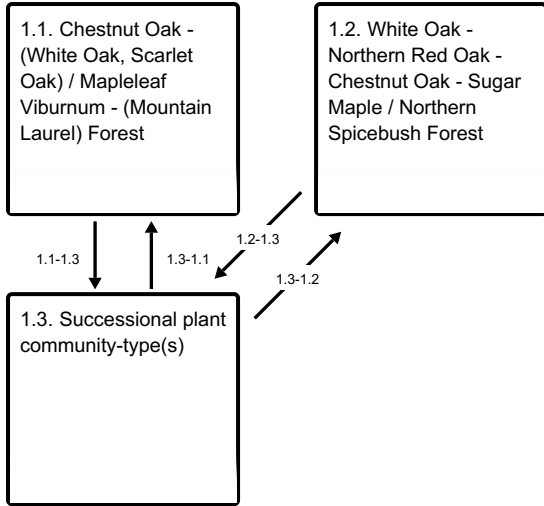 1.1. Chestnut Oak -
(White Oak, Scarlet
Oak) / Mapleleaf
Viburnum - (Mountain
Laurel) Forest
1.2. White Oak -
Northern Red Oak -
Chestnut Oak - Sugar
Maple / Northern
Spicebush Forest
1.1-1.3
1.3-1.1
1.2-1.3
1.3-1.2
1.3. Successional plant
community-type(s)